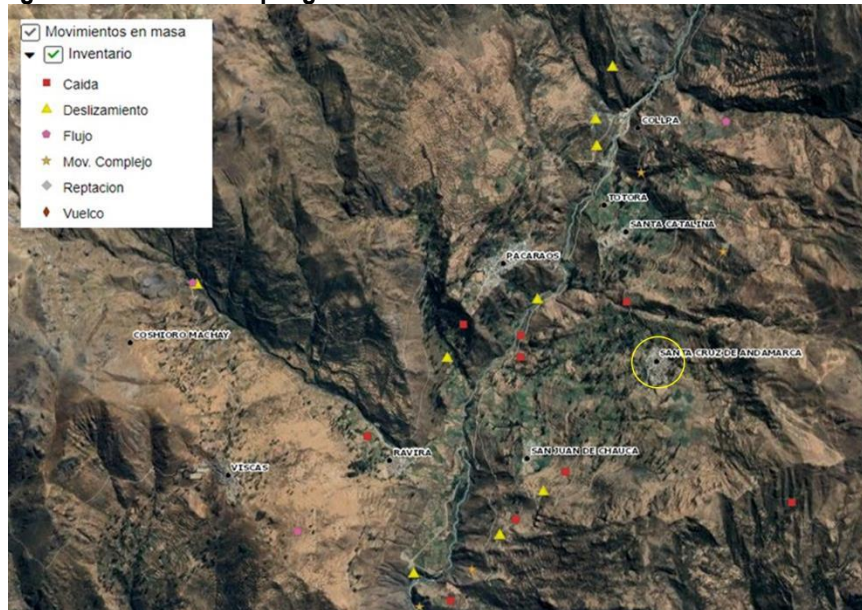 Movimientos en masa
Inventario
Caida
Deslizamiento
Flujo
Mov. Complejo
Reptacion
Vuelco
COLLPA
TOTORA
SANTA CATALINA
PACARAOS
COSHIORO MACHAY
SANTA CRUZ DE ANDAMARCA
RAVIRA
SAN JUAN DE CHAUCA
VISCAS